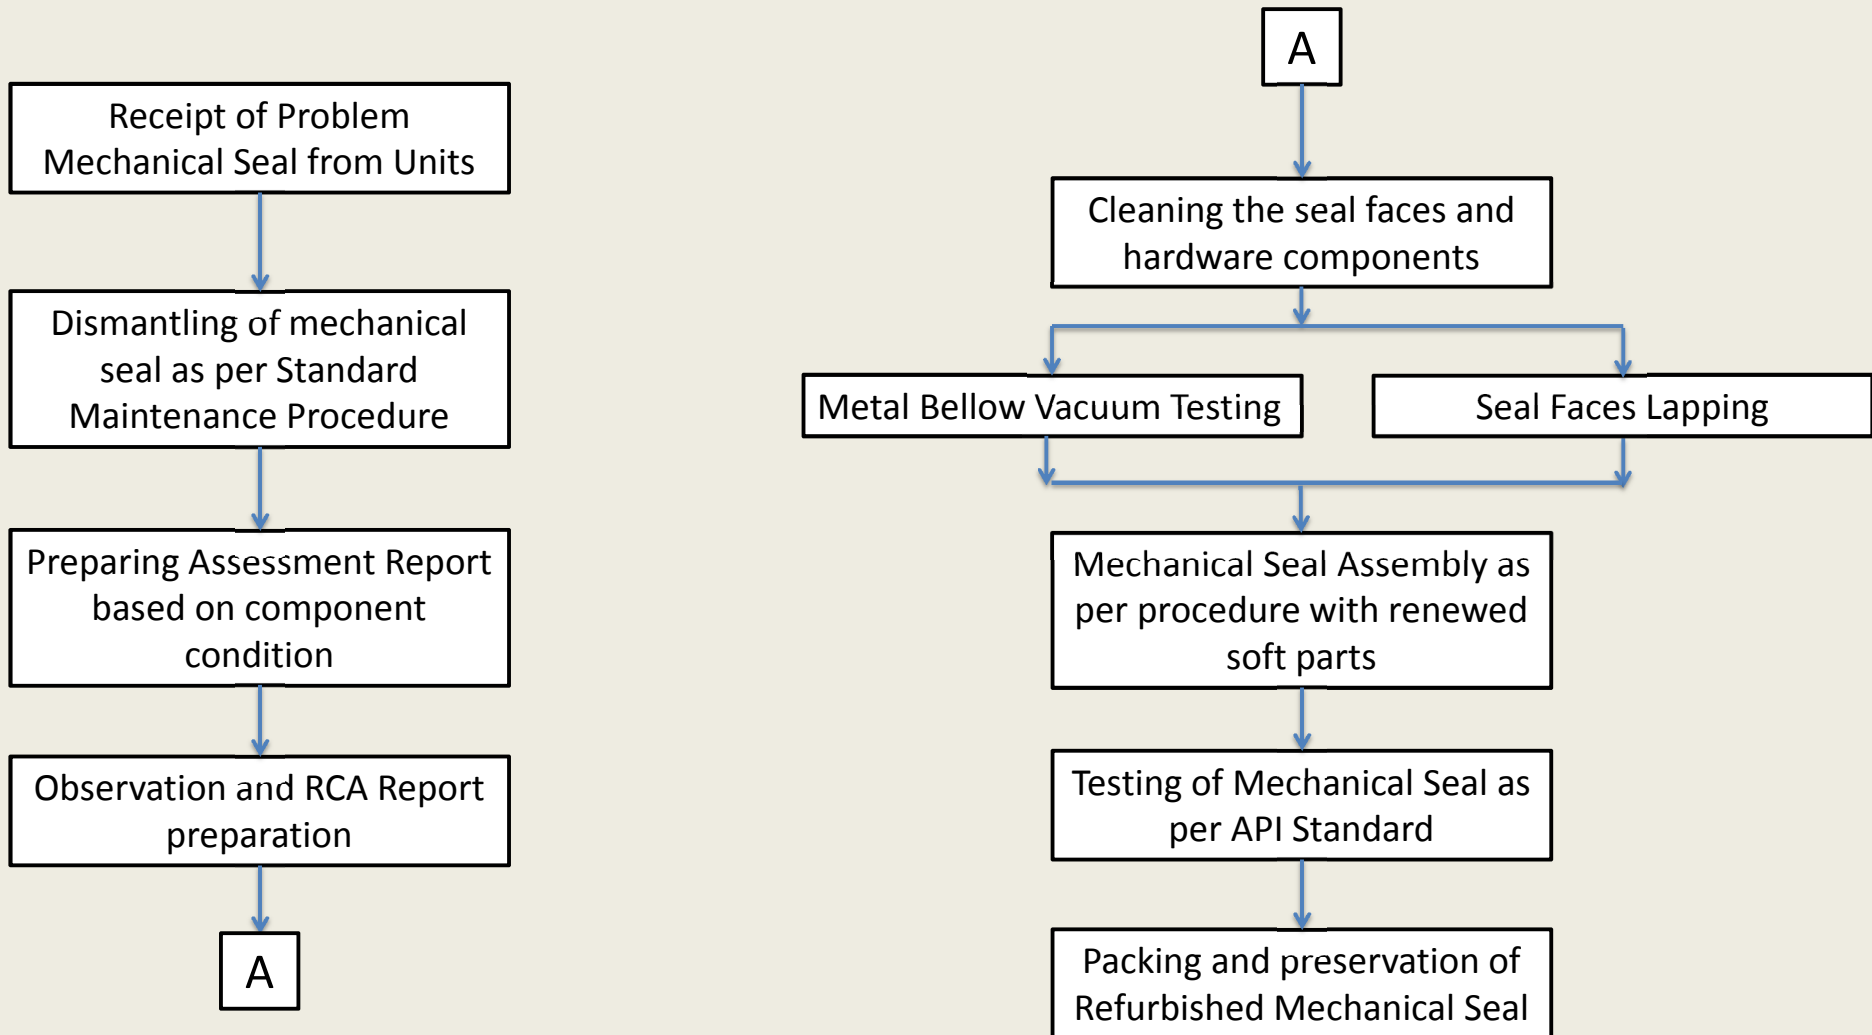 Receipt of Problem
Mechanical Seal from Units
Dismantling of mechanical
seal as per Standard
Maintenance Procedure
Preparing Assessment Report
based on component
condition
Observation and RCA Report
preparation
A
A
Cleaning the seal faces and
hardware components
Metal Bellow Vacuum Testing
Seal Faces Lapping
Mechanical Seal Assembly as
per procedure with renewed
soft parts
Testing of Mechanical Seal as
per API Standard
Packing and preservation of
Refurbished Mechanical Seal